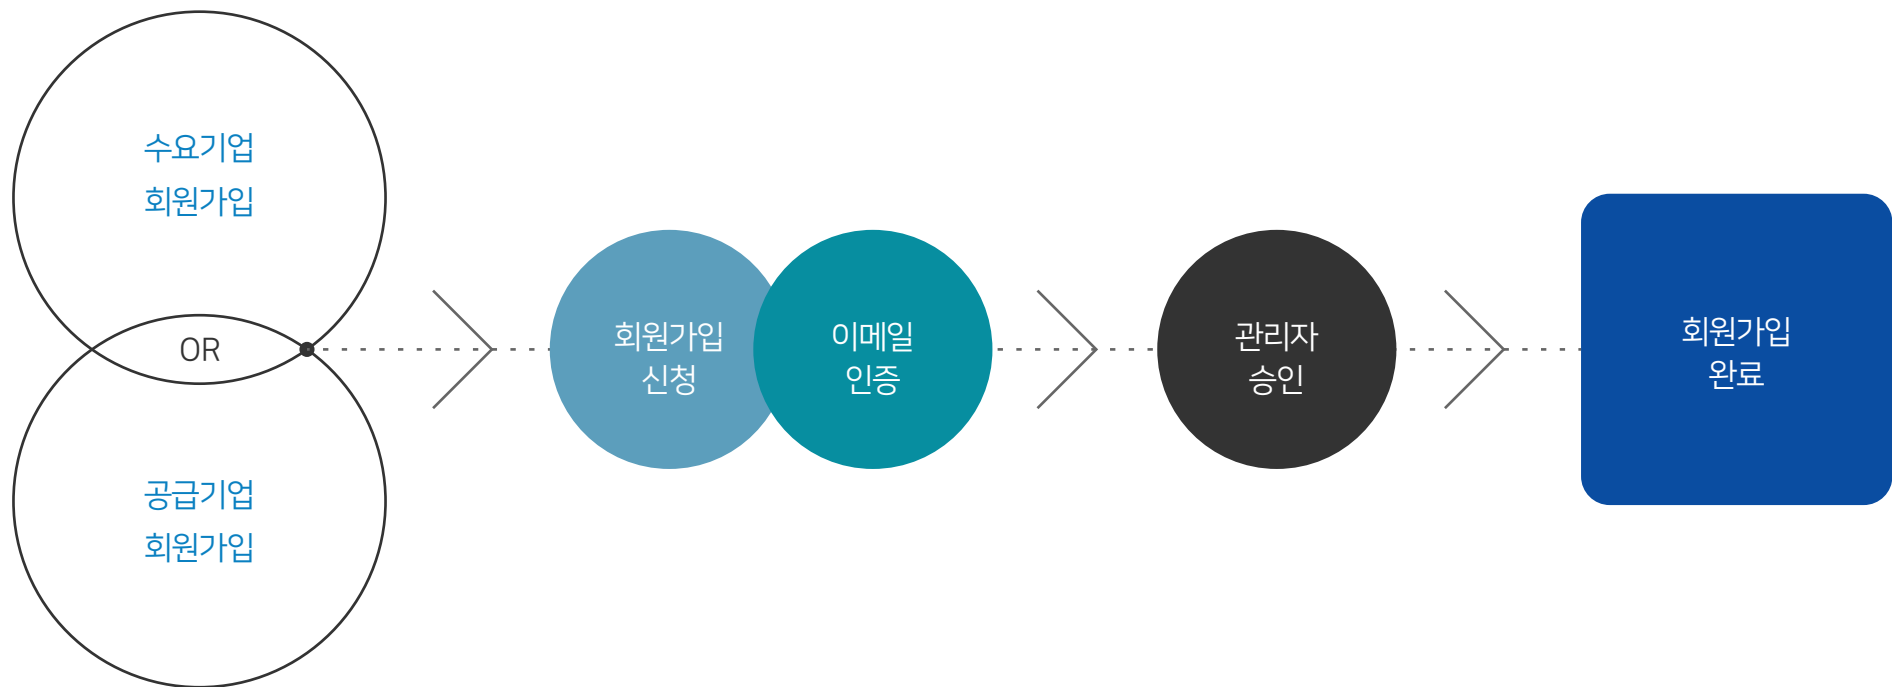 수요기업
회원가입
OR
공급기업
회원가입
회원가입
신청
이메일
인증
관리자
승인
회원가입
완료